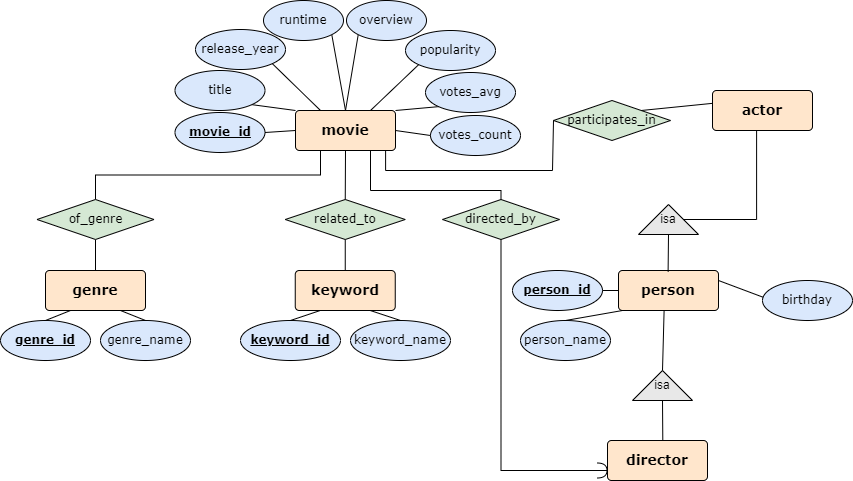 runtime
overview
release_year
popularity
title
votes_avg
movie_id
movie
votes_count
participates_in
actor
of_genre
related_to
directed_by
isa
genre
keyword
person_id
person
birthday
genre_id
genre_name
keyword_id
keyword_name
person_name
isa
director